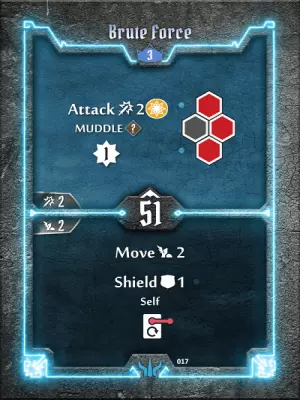 Brute Force
3
Attack 2
MUDDLE ?
1
2
51
2
Move 2
Shield 1
Self
017